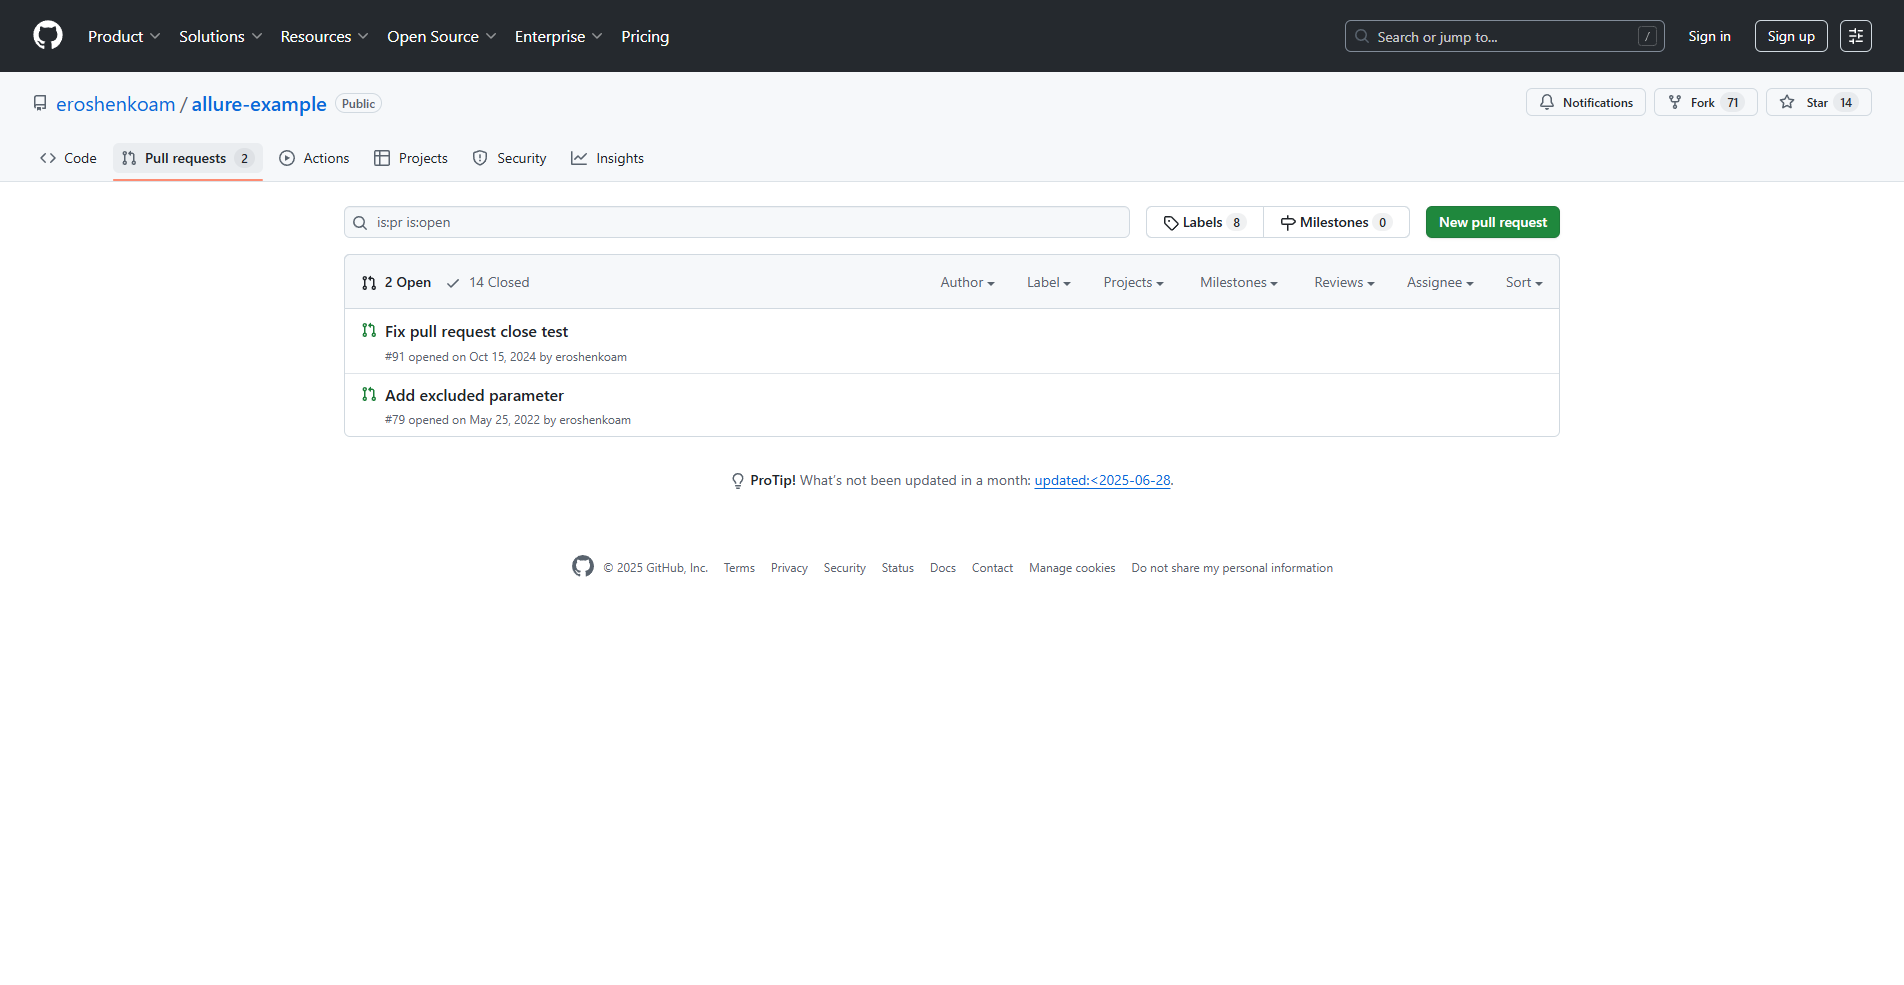 Product Solutions Resources Open Source Enterprise Pricing Search or jump to... / Sign in Sign up
eroshenkoam / allure-example Public Notifications Fork 71 Star 14
Code Pull requests 2 Actions Projects Security Insights
is:pr is:open Labels 8 Milestones 0 New pull request
2 Open 14 Closed Author Label Projects Milestones Reviews Assignee Sort
Fix pull request close test
#91 opened on Oct 15, 2024 by eroshenkoam
Add excluded parameter
#79 opened on May 25, 2022 by eroshenkoam
ProTip! What's not been updated in a month: updated:<2025-06-28.
© 2025 GitHub, Inc. Terms Privacy Security Status Docs Contact Manage cookies Do not share my personal information